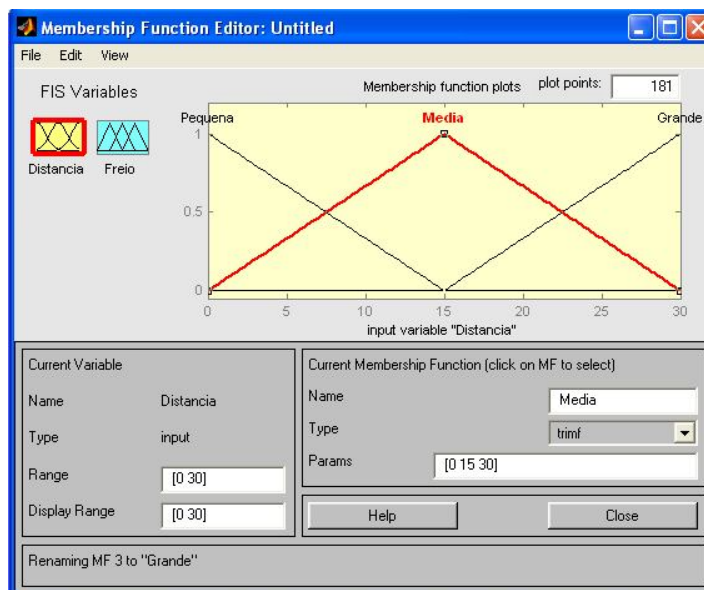 Membership Function Editor: Untitled
File Edit View
FIS Variables
Membership function plots plot points: 181
Pequena Media Grande
1
Distancia Freio
0.5
0
0 5 10 15 20 25 30
input variable "Distancia"
Current Variable
Name Distancia
Type input
Range [0 30]
Display Range [0 30]
Current Membership Function (click on MF to select)
Name Media
Type trimf
Params [0 15 30]
Help Close
Renaming MF 3 to "Grande"